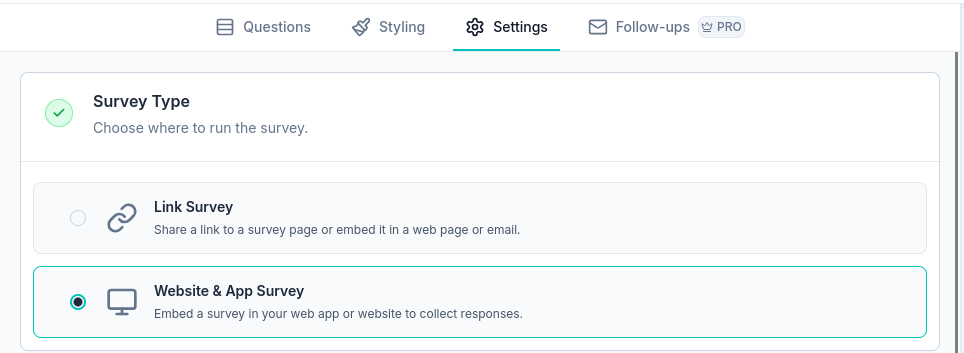 Questions Styling Settings Follow-ups PRO
Survey Type
Choose where to run the survey.
Link Survey
Share a link to a survey page or embed it in a web page or email.
Website & App Survey
Embed a survey in your web app or website to collect responses.